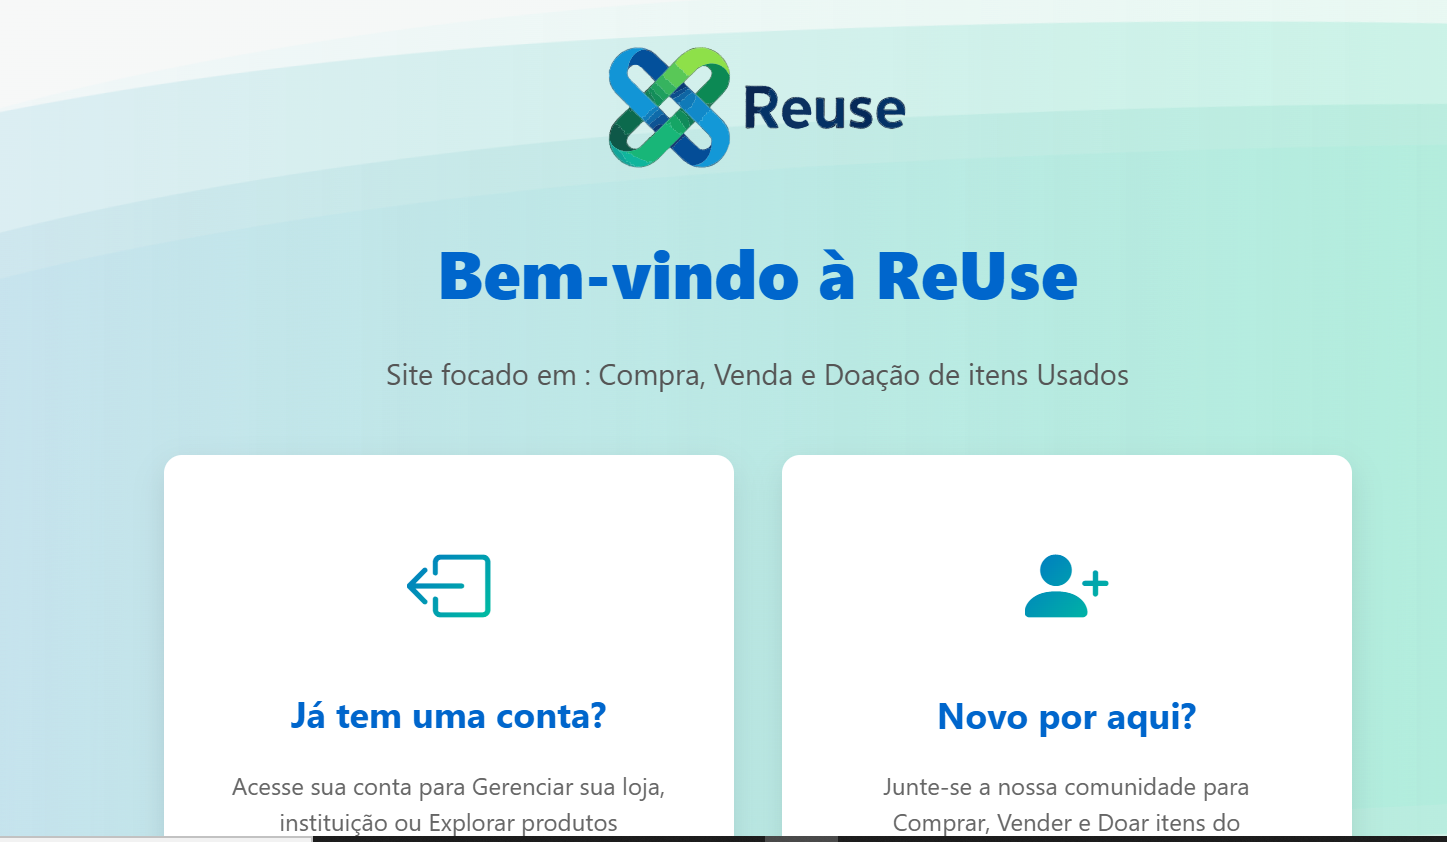 Reuse
Bem-vindo à ReUse
Site focado em : Compra, Venda e Doação de itens Usados
Já tem uma conta?
Acesse sua conta para Gerenciar sua loja,
instituição ou Explorar produtos
Novo por aqui?
Junte-se a nossa comunidade para
Comprar, Vender e Doar itens do